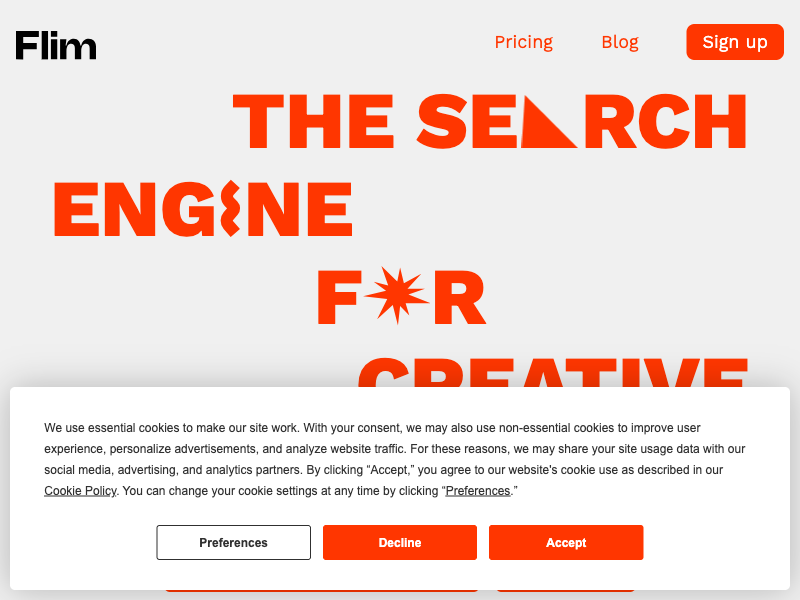 Flim
Pricing
Blog
Sign up
THE SEARCH
ENGINE
FOR
CREATIVE
We use essential cookies to make our site work. With your consent, we may also use non-essential cookies to improve user
experience, personalize advertisements, and analyze website traffic. For these reasons, we may share your site usage data with our
social media, advertising, and analytics partners. By clicking “Accept,” you agree to our website's cookie use as described in our
Cookie Policy. You can change your cookie settings at any time by clicking “Preferences.”
Preferences
Decline
Accept